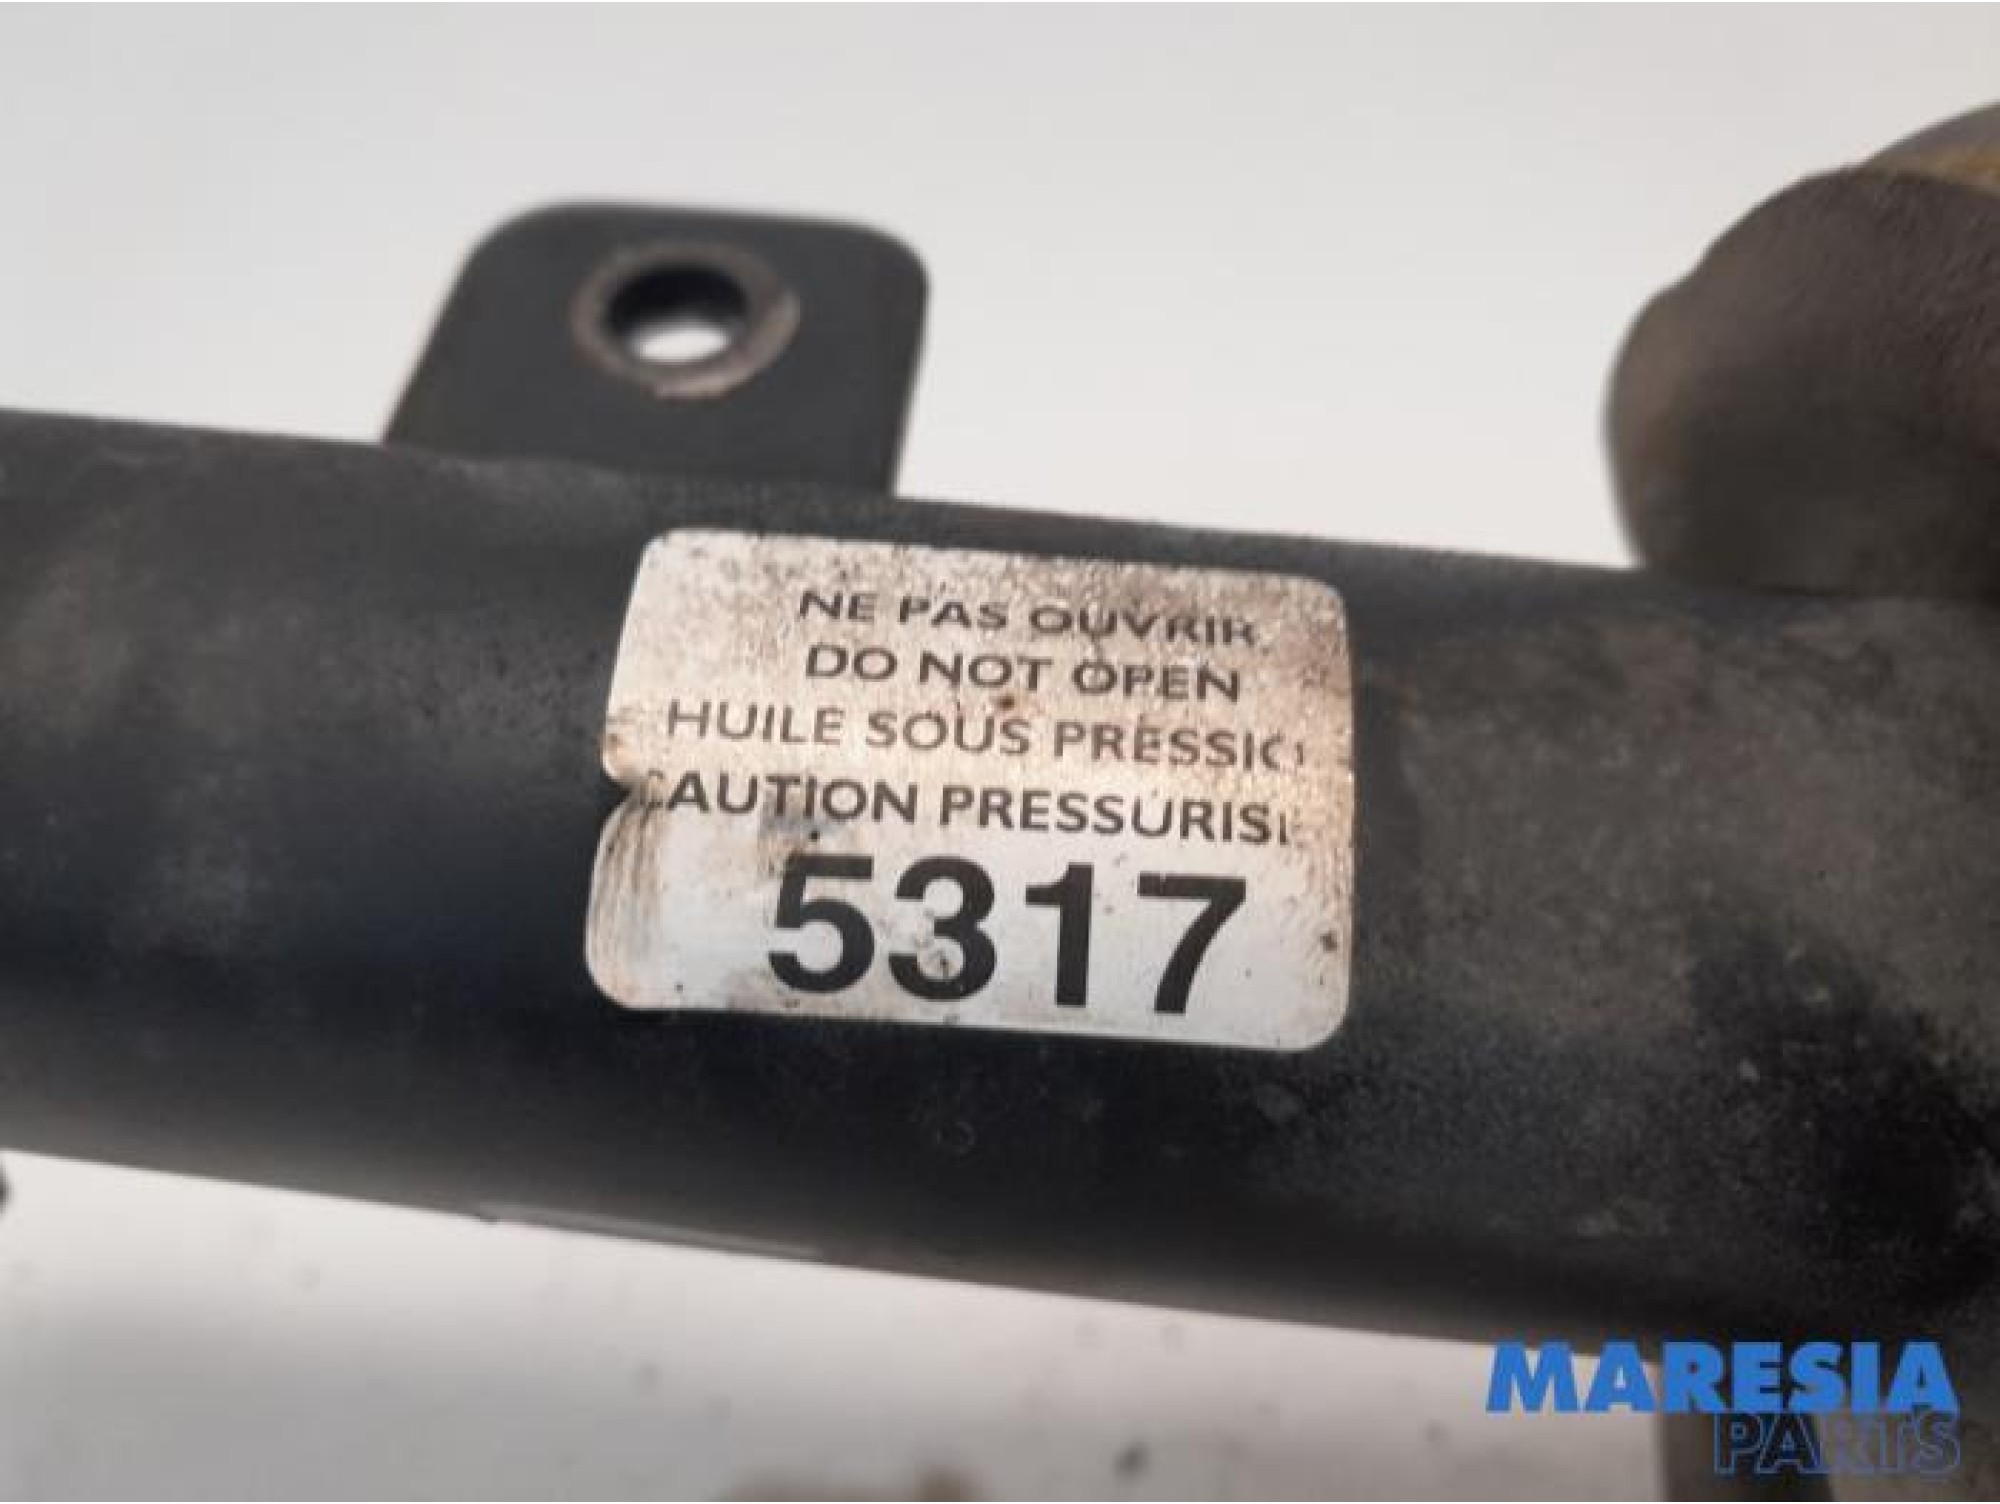 NE PAS OUVRIR
DO NOT OPEN
HUILE SOUS PRESSIO
CAUTION PRESSURISE
5317
MARESIA
PARTS